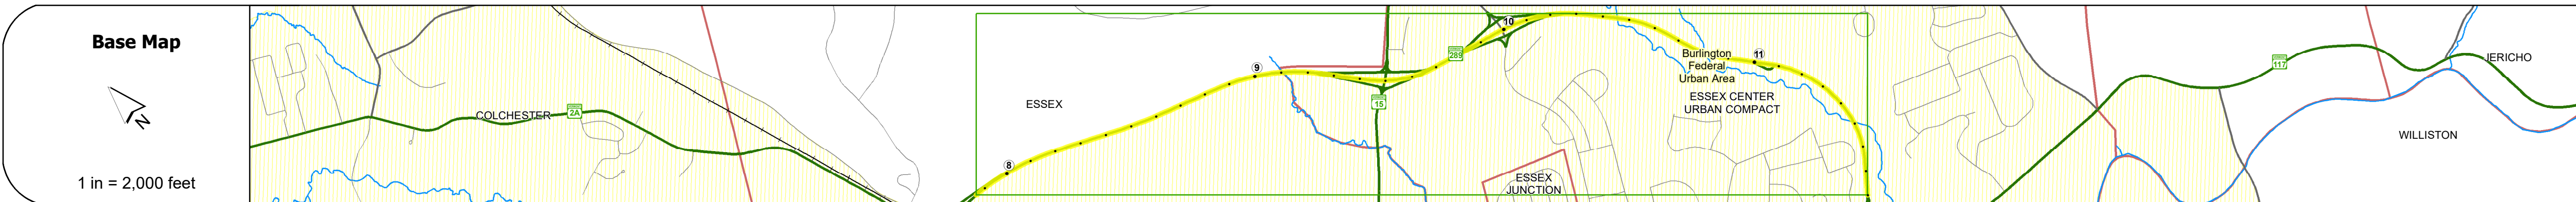 Base Map
N
1 in = 2,000 feet
COLCHESTER
2A
ESSEX
8
9
15
289
10
Burlington
Federal
Urban Area
11
ESSEX CENTER
URBAN COMPACT
ESSEX
JUNCTION
117
JERICHO
WILLISTON